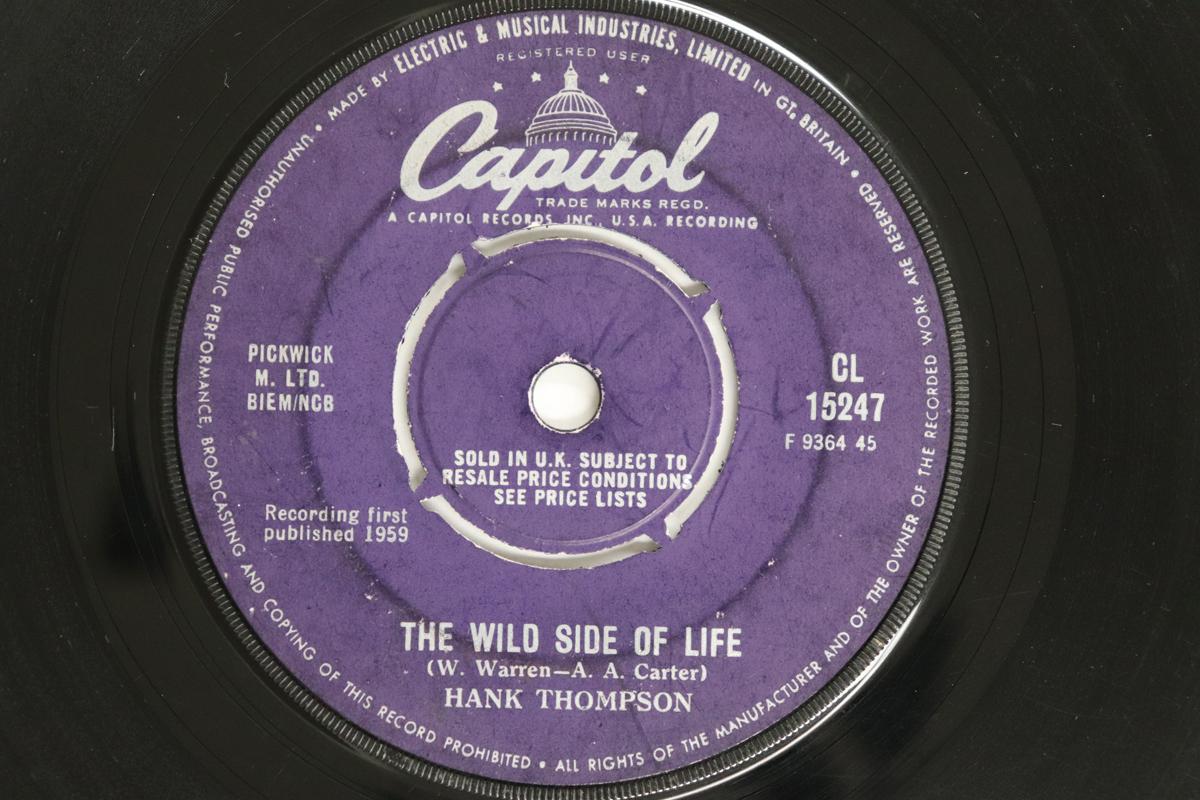 MADE BY ELECTRIC & MUSICAL INDUSTRIES, LIMITED IN GT. BRITAIN • ALL RIGHTS OF THE MANUFACTURER AND OF THE OWNER OF THE RECORDED WORK ARE RESERVED • UNAUTHORISED PUBLIC PERFORMANCE, BROADCASTING AND COPYING OF THIS RECORD PROHIBITED •
REGISTERED USER
Capitol
TRADE MARKS REGD.
A CAPITOL RECORDS, INC., U.S.A. RECORDING
PICKWICK
M. LTD.
BIEM/NCB
CL
15247
F 9364 45
SOLD IN U.K. SUBJECT TO
RESALE PRICE CONDITIONS
SEE PRICE LISTS
Recording first
published 1959
THE WILD SIDE OF LIFE
(W. Warren—A. A. Carter)
HANK THOMPSON